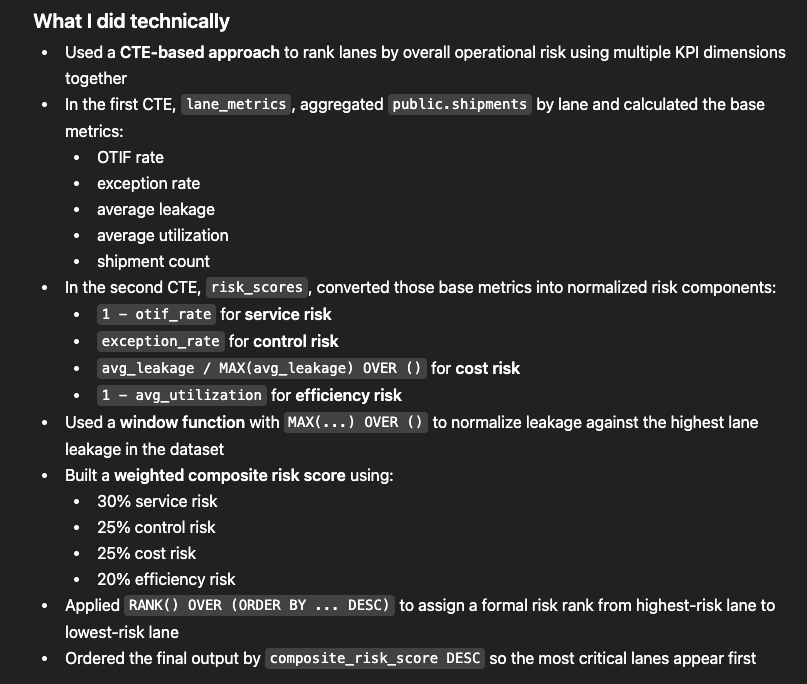 What I did technically
• Used a CTE-based approach to rank lanes by overall operational risk using multiple KPI dimensions
together
• In the first CTE, lane_metrics, aggregated public.shipments by lane and calculated the base
metrics:
• OTIF rate
• exception rate
• average leakage
• average utilization
• shipment count
• In the second CTE, risk_scores, converted those base metrics into normalized risk components:
• 1 - otif_rate for service risk
• exception_rate for control risk
• avg_leakage / MAX(avg_leakage) OVER () for cost risk
• 1 - avg_utilization for efficiency risk
• Used a window function with MAX(...) OVER () to normalize leakage against the highest lane
leakage in the dataset
• Built a weighted composite risk score using:
• 30% service risk
• 25% control risk
• 25% cost risk
• 20% efficiency risk
• Applied RANK() OVER (ORDER BY ... DESC) to assign a formal risk rank from highest-risk lane to
lowest-risk lane
• Ordered the final output by composite_risk_score DESC so the most critical lanes appear first